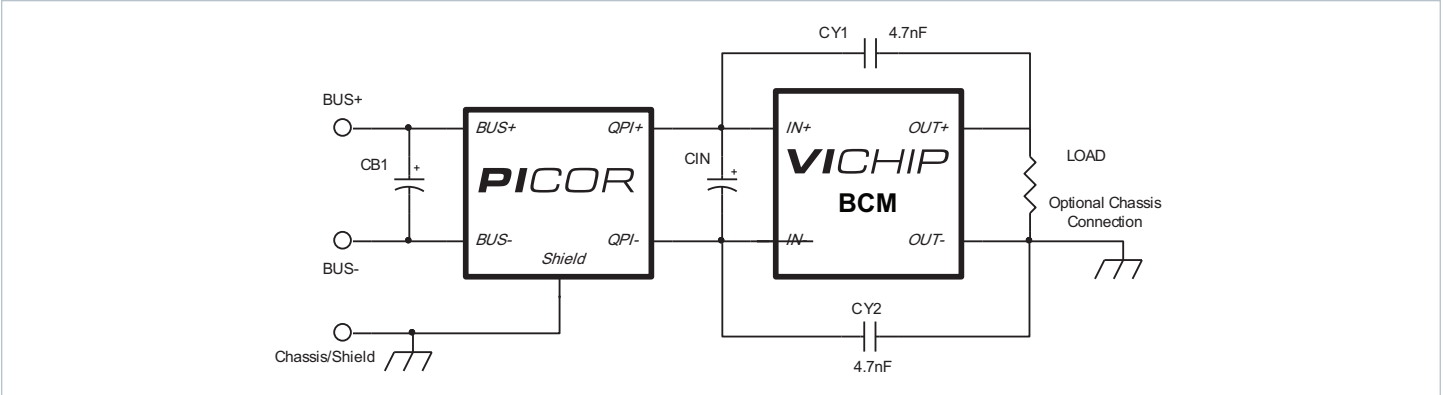 CY1 4.7nF
BUS+
BUS+ QPI+ IN+ OUT+
CB1 + CIN + LOAD
PICOR
VICHIP
BCM
Optional Chassis
Connection
BUS- QPI- IN- OUT-
BUS-
Shield
CY2
4.7nF
Chassis/Shield